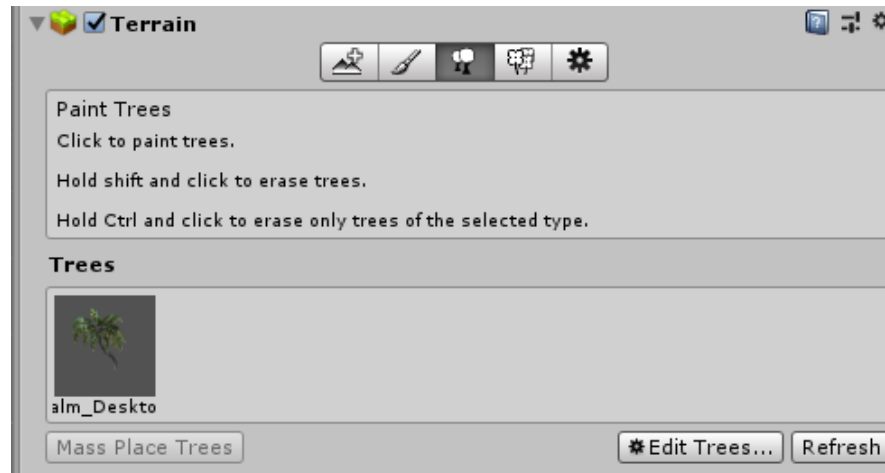 Terrain
Paint Trees
Click to paint trees.
Hold shift and click to erase trees.
Hold Ctrl and click to erase only trees of the selected type.
Trees
alm_Deskto
Mass Place Trees
Edit Trees... Refresh